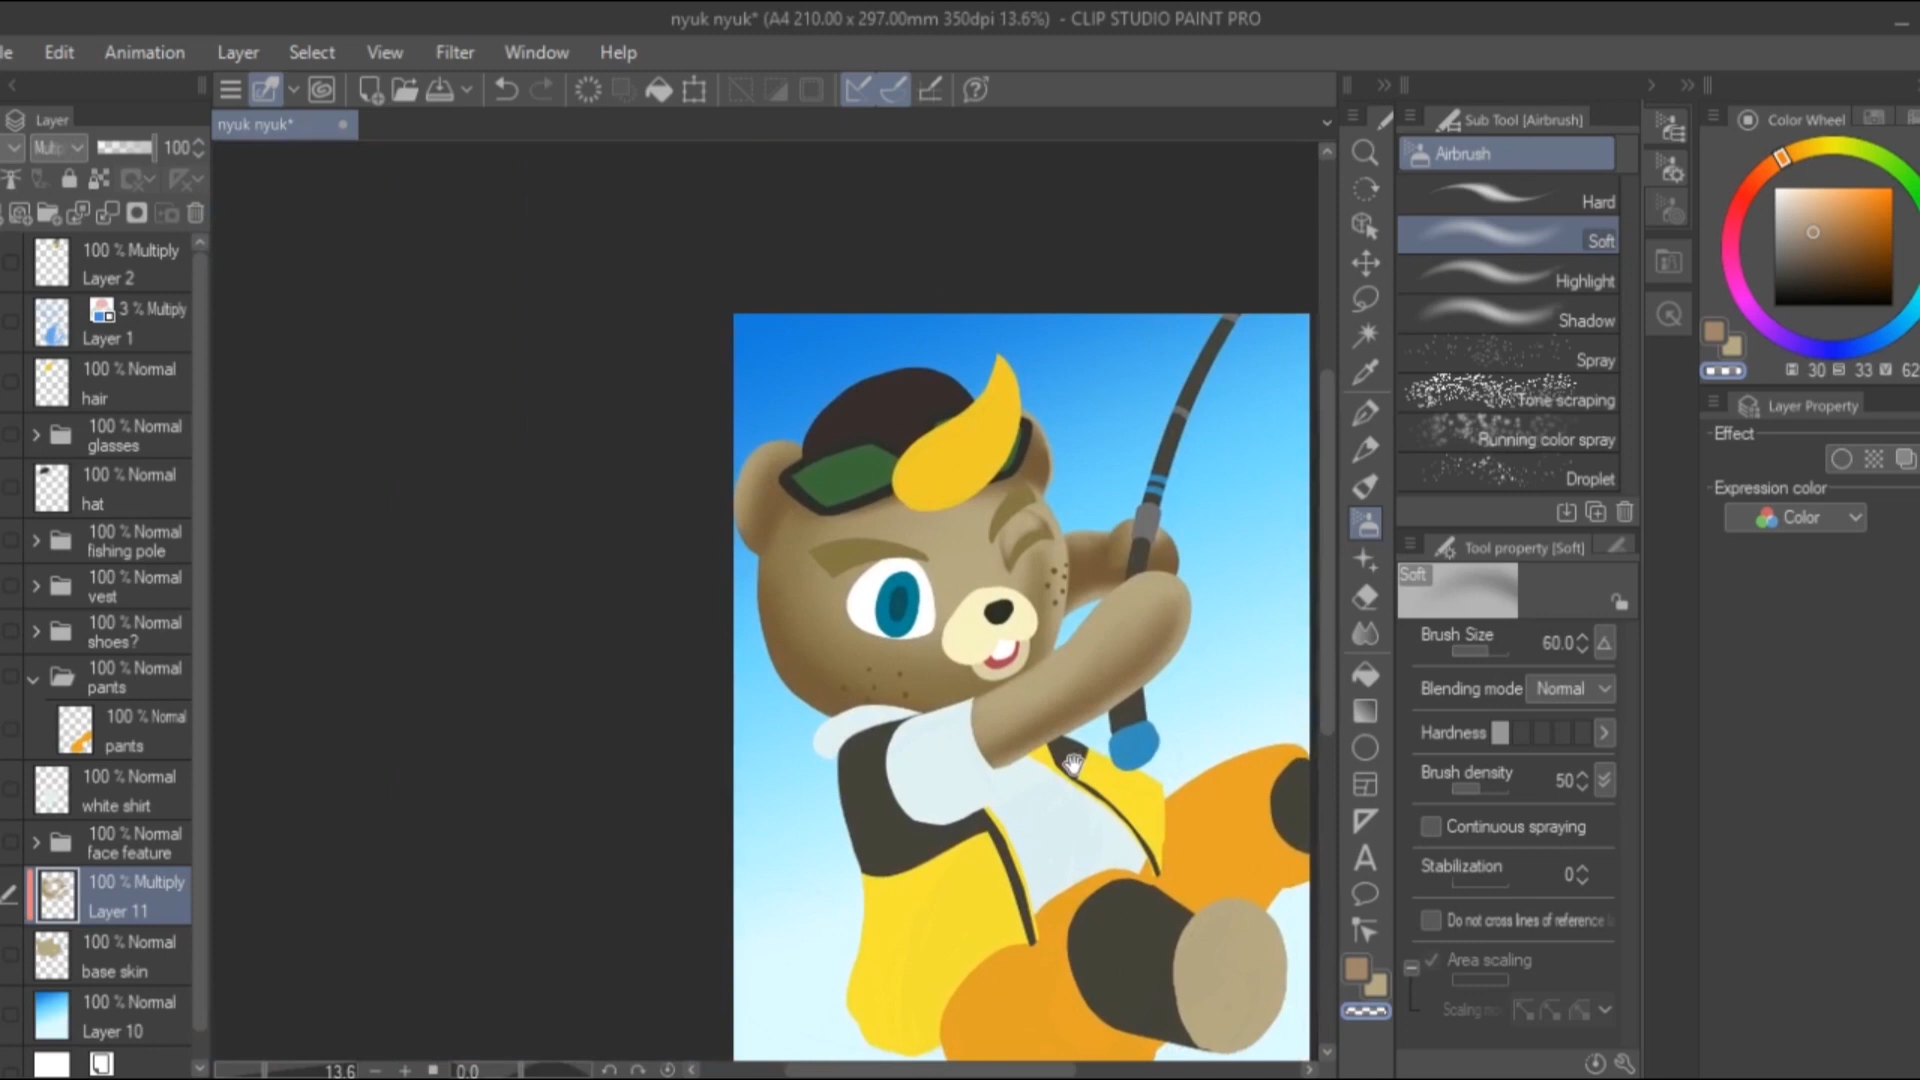 nyuk nyuk* (A4 210.00 x 297.00mm 350dpi 13.6%) - CLIP STUDIO PAINT PRO
le Edit Animation Layer Select View Filter Window Help
Layer
nyuk nyuk*
100
100 % Multiply
Layer 2
3 % Multiply
Layer 1
100 % Normal
hair
100 % Normal
glasses
100 % Normal
hat
100 % Normal
fishing pole
100 % Normal
vest
100 % Normal
shoes?
100 % Normal
pants
100 % Normal
pants
100 % Normal
white shirt
100 % Normal
face feature
100 % Multiply
Layer 11
100 % Normal
base skin
100 % Normal
Layer 10
13.6
0.0
Sub Tool [Airbrush]
Airbrush
Hard
Soft
Highlight
Shadow
Spray
Tone scraping
Running color spray
Droplet
Tool property [Soft]
Soft
Brush Size 60.0
Blending mode Normal
Hardness
Brush density 50
Continuous spraying
Stabilization 0
Do not cross lines of reference
Area scaling
Color Wheel
30 33 62
Layer Property
Effect
Expression color
Color